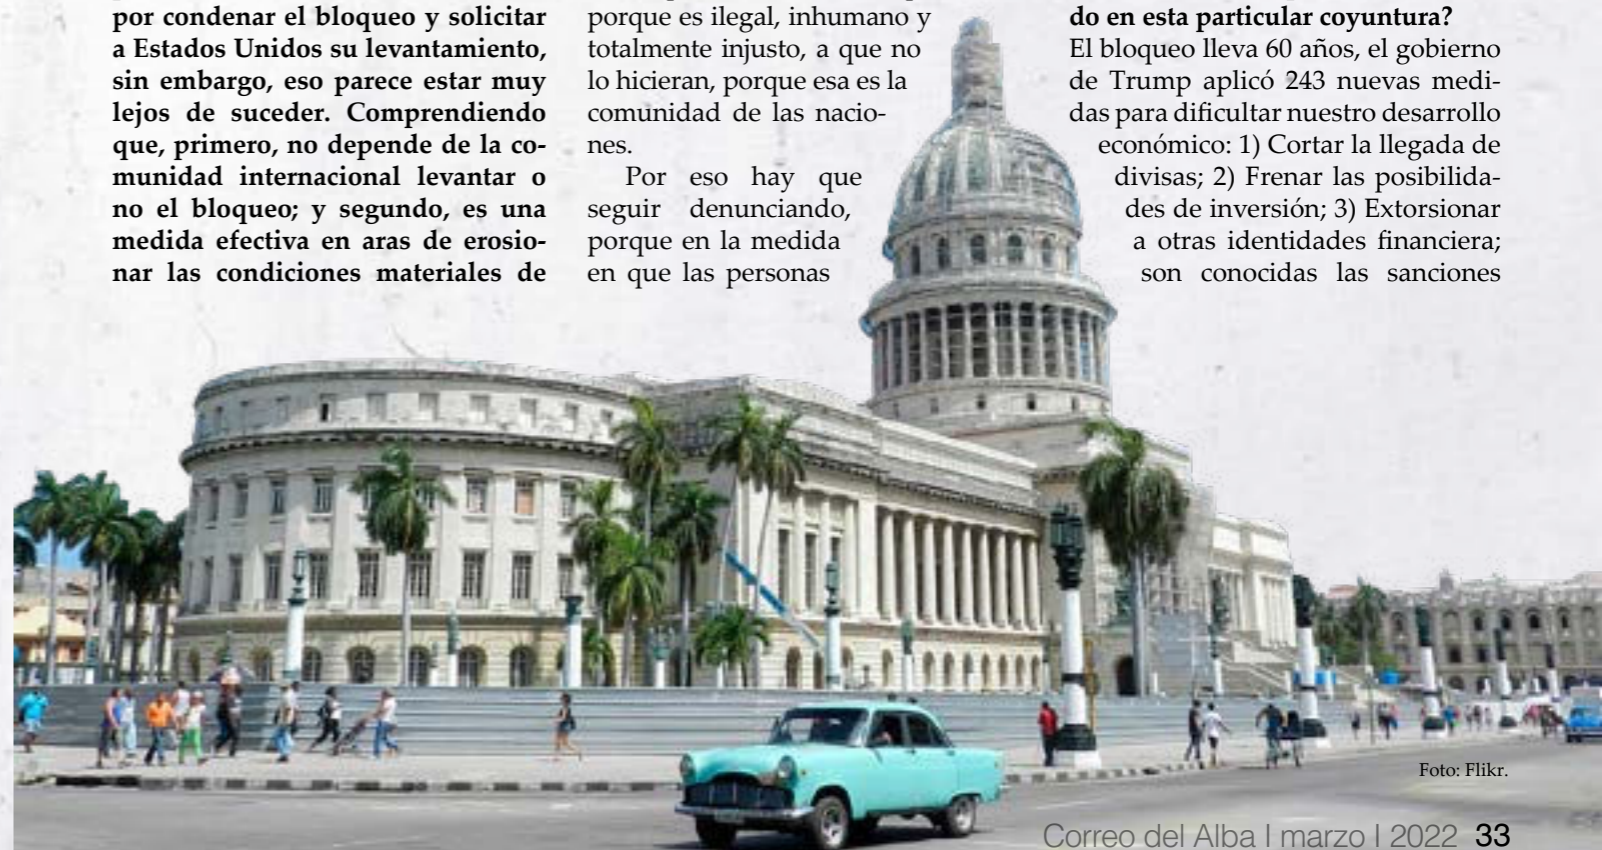 por condenar el bloqueo y solicitar
a Estados Unidos su levantamiento,
sin embargo, eso parece estar muy
lejos de suceder. Comprendiendo
que, primero, no depende de la co-
munidad internacional levantar o
no el bloqueo; y segundo, es una
medida efectiva en aras de erosio-
nar las condiciones materiales de
porque es ilegal, inhumano y
totalmente injusto, a que no
lo hicieran, porque esa es la
comunidad de las nacio-
nes.
Por eso hay que
seguir denunciando,
porque en la medida
en que las personas
do en esta particular coyuntura?
El bloqueo lleva 60 años, el gobierno
de Trump aplicó 243 nuevas medi-
das para dificultar nuestro desarrollo
económico: 1) Cortar la llegada de
divisas; 2) Frenar las posibilida-
des de inversión; 3) Extorsionar
a otras identidades financiera;
son conocidas las sanciones
Foto: Flikr.
Correo del Alba | marzo | 2022 33